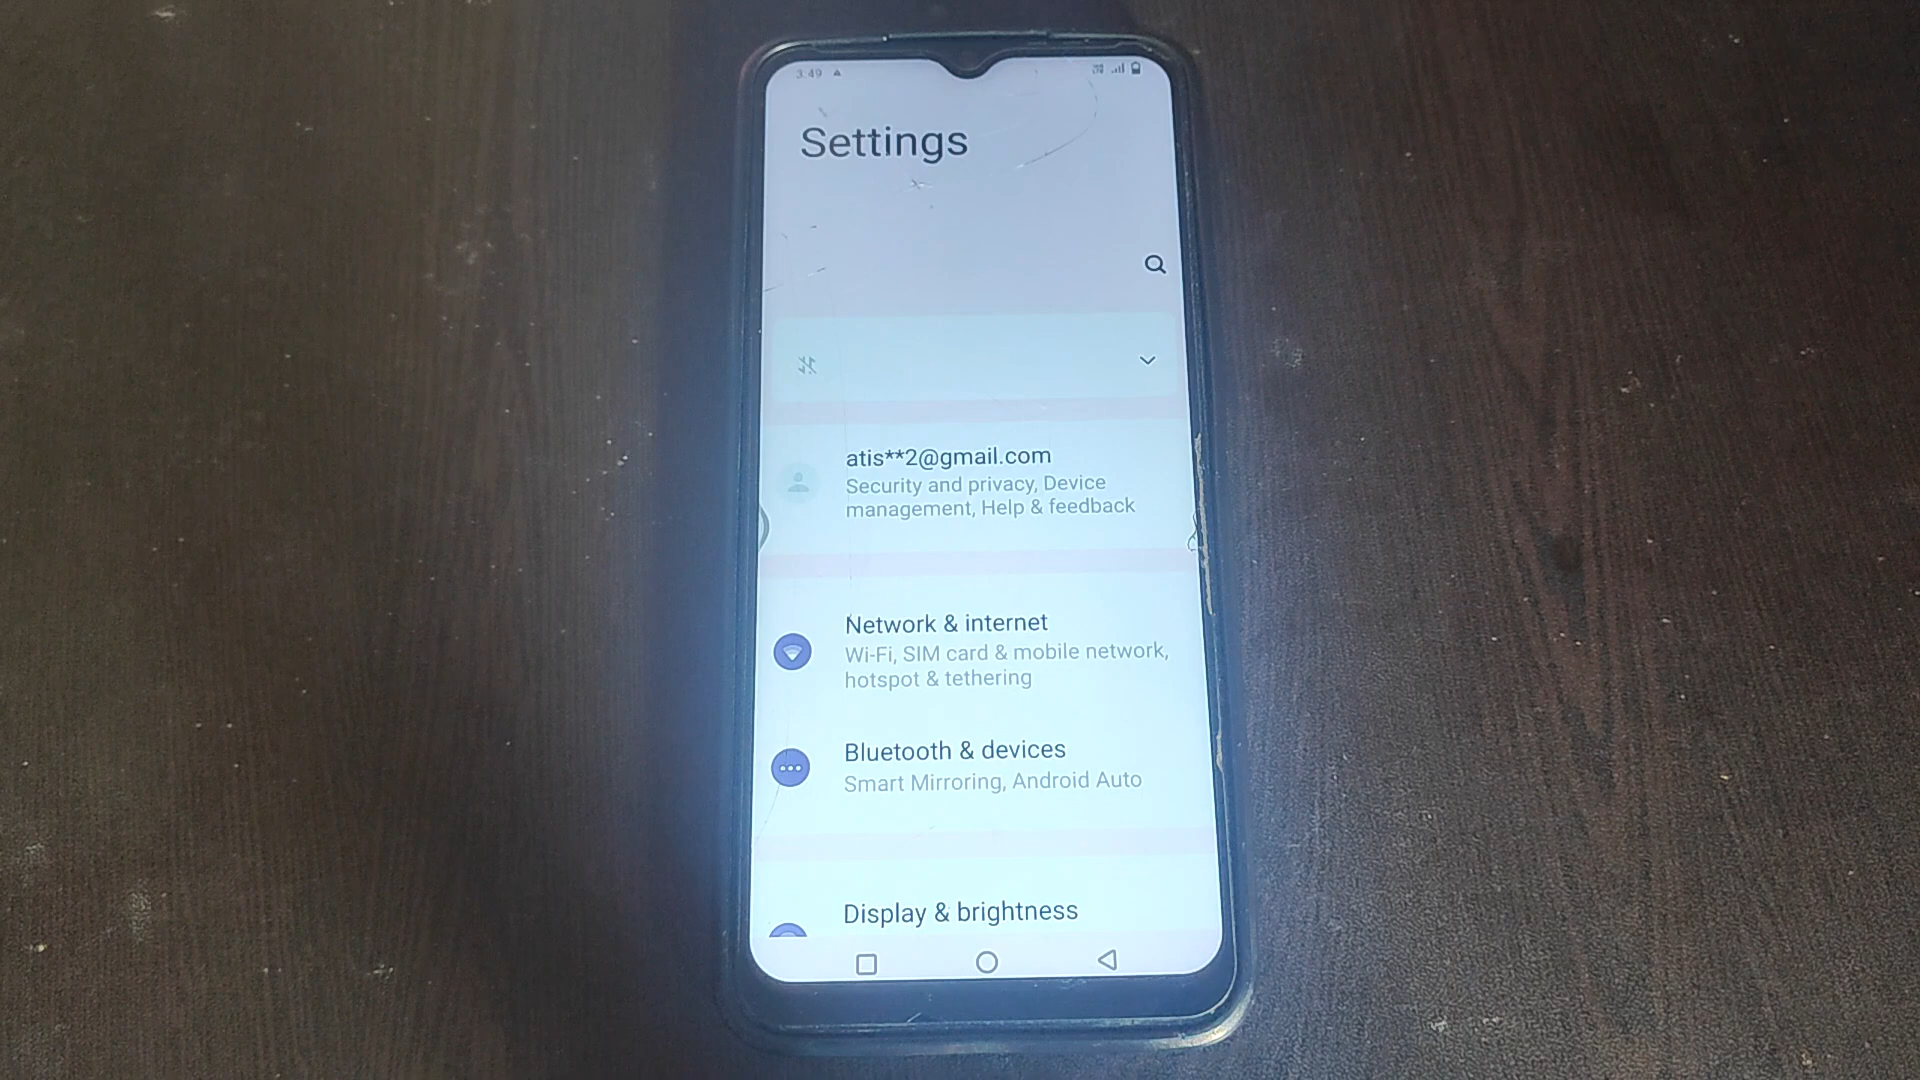 3:49
Settings
atis**2@gmail.com
Security and privacy, Device
management, Help & feedback
Network & internet
Wi-Fi, SIM card & mobile network,
hotspot & tethering
Bluetooth & devices
Smart Mirroring, Android Auto
Display & brightness